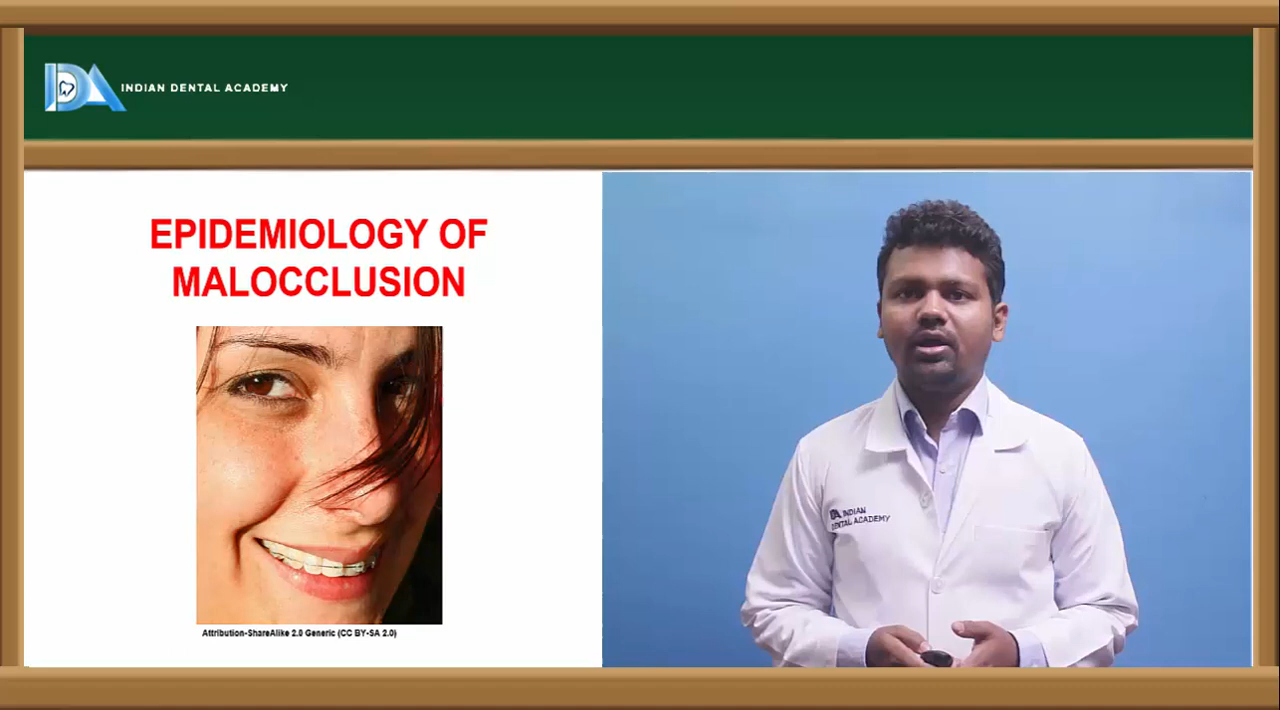 INDIAN DENTAL ACADEMY
EPIDEMIOLOGY OF
MALOCCLUSION
Attribution-ShareAlike 2.0 Generic (CC BY-SA 2.0)
INDIAN
DENTAL ACADEMY